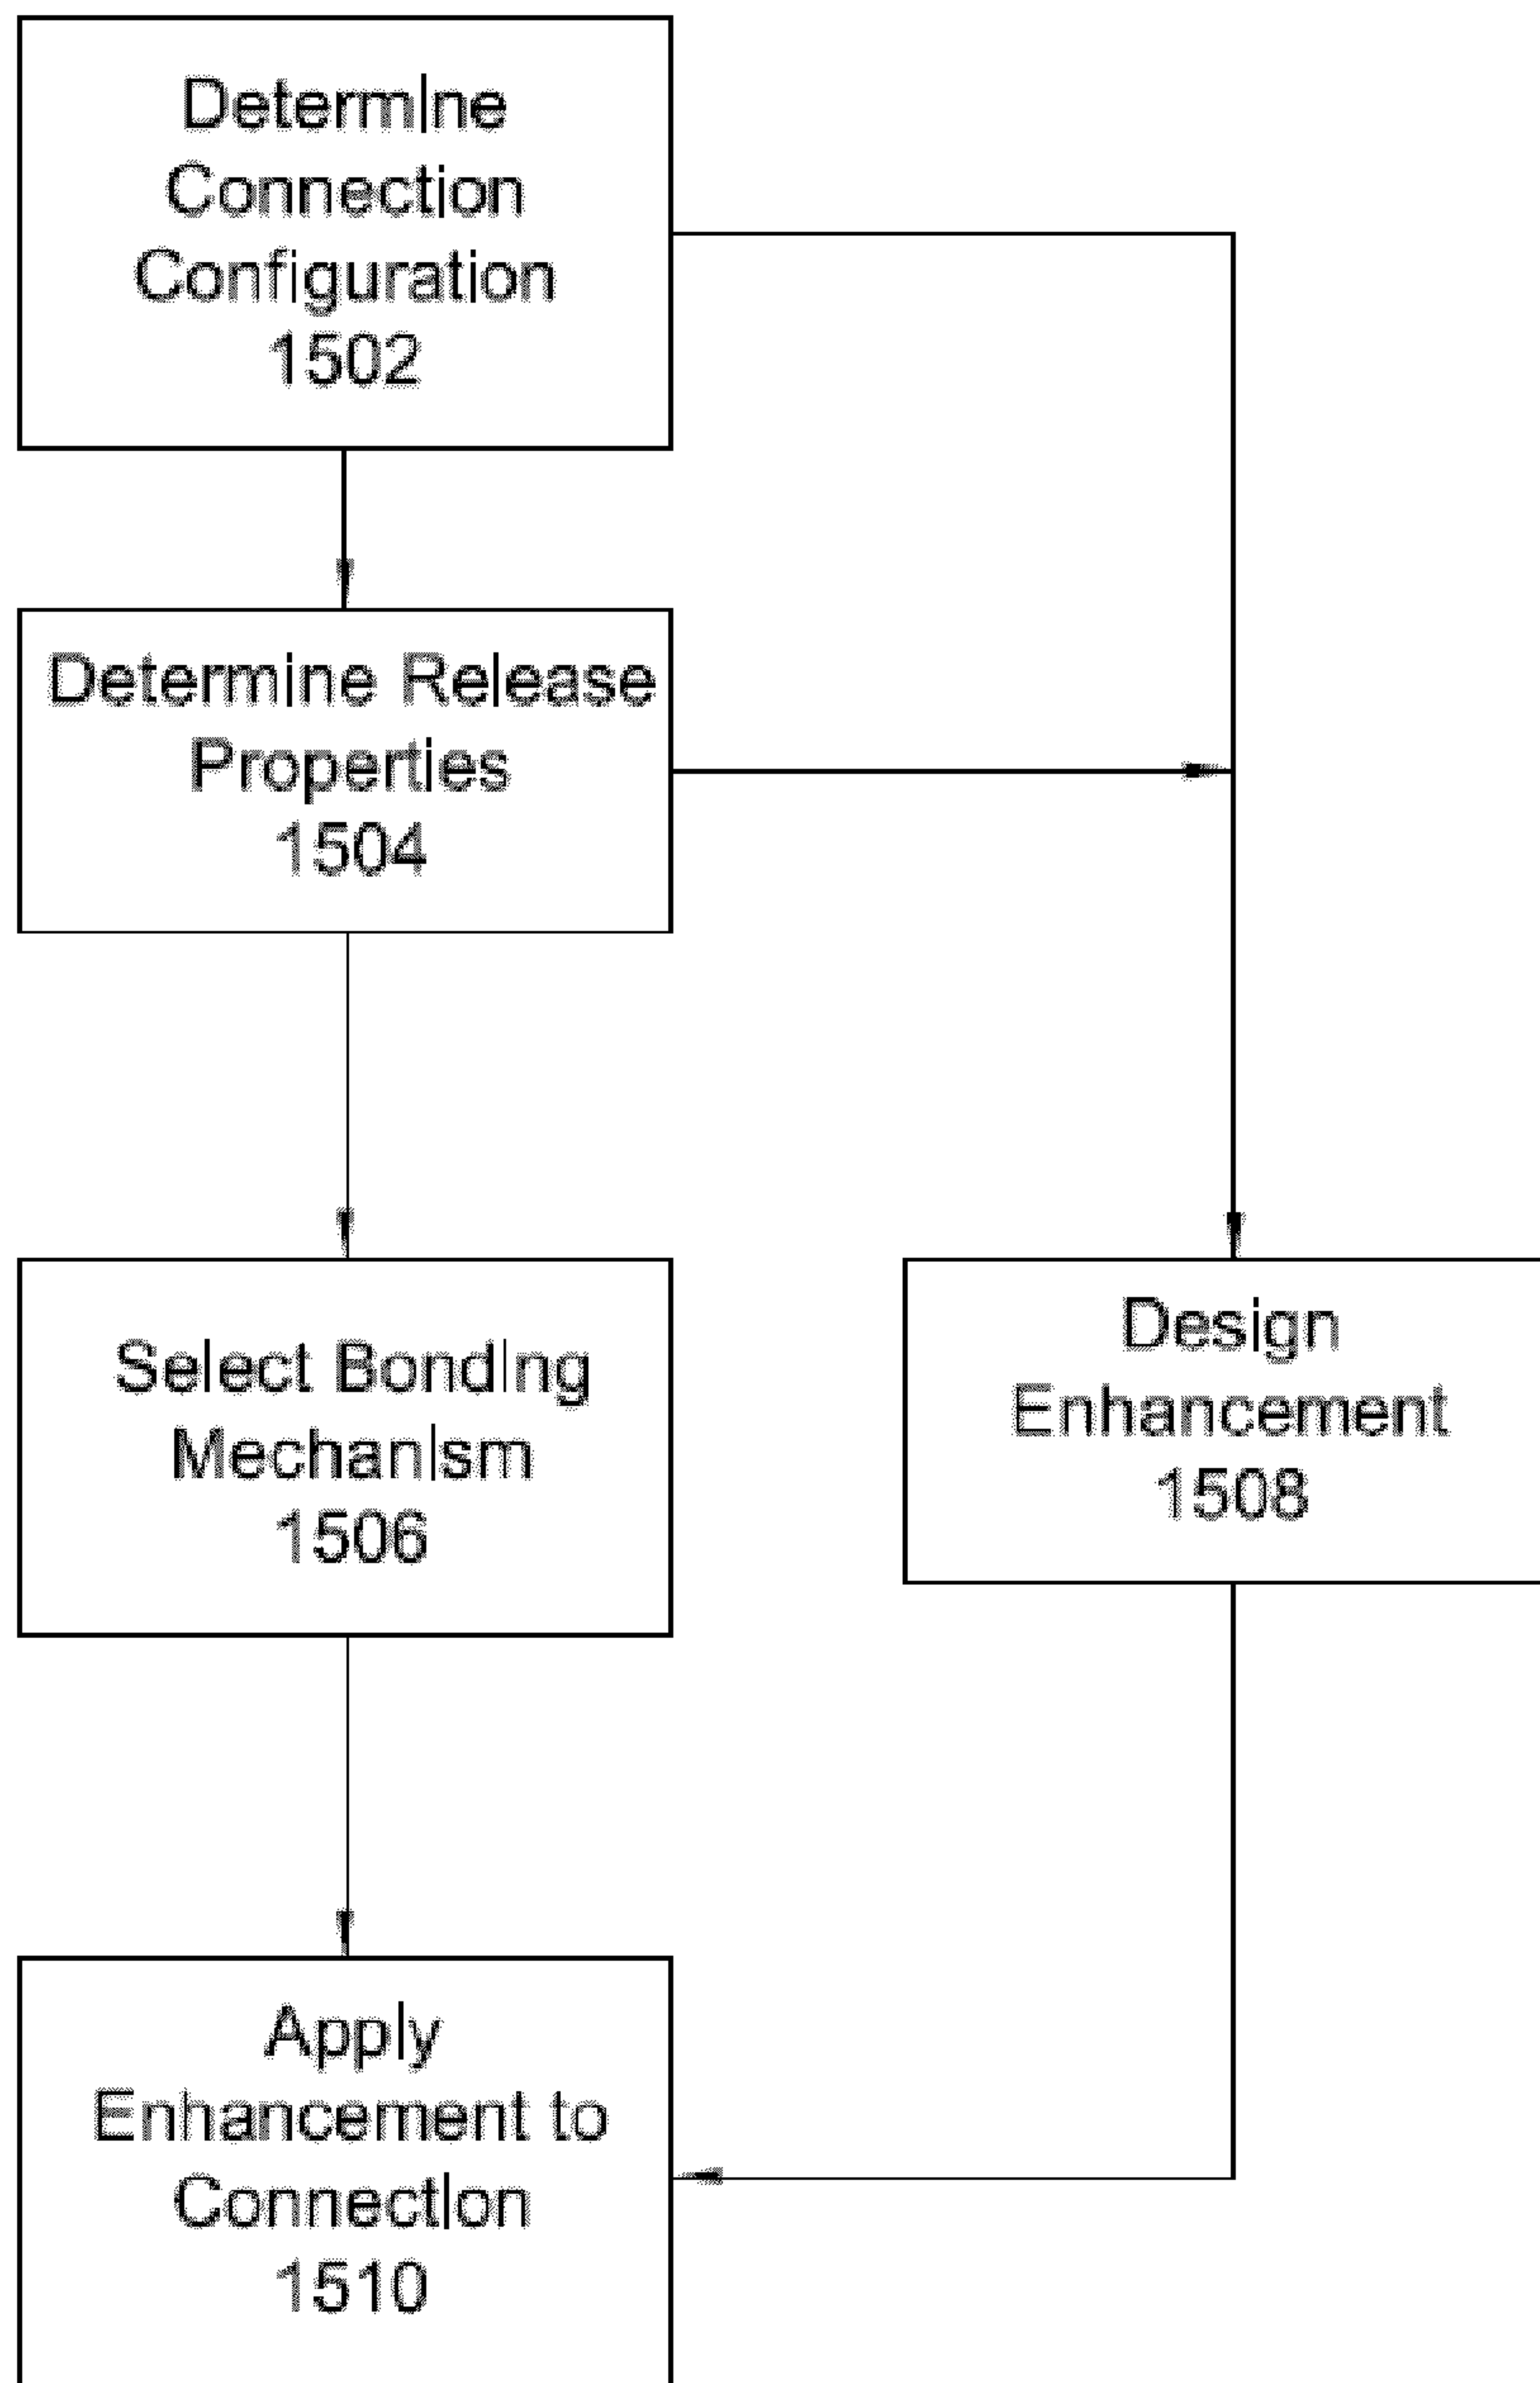 Determine
Connection
Configuration
1502
Determine Release
Properties
1504
Select Bonding
Mechanism
1506
Design
Enhancement
1508
Apply
Enhancement to
Connection
1510